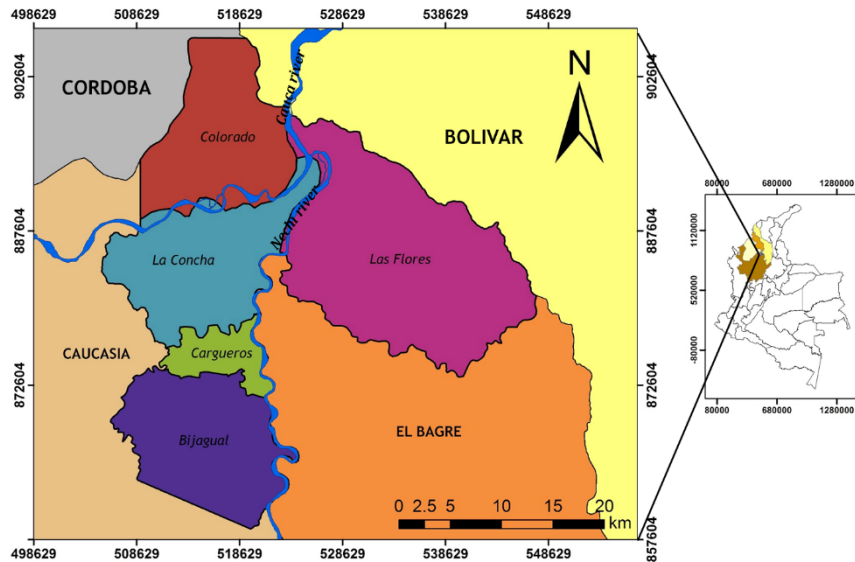 498629 508629 518629 528629 538629 548629
902604
887604
872604
CORDOBA
Colorado
Cauca river
BOLIVAR
N
La Concha
Nechi river
Las Flores
CAUCASIA
Cargueros
Bijagual
EL BAGRE
0 2.5 5 10 15 20
km
498629 508629 518629 528629 538629 548629
902604
887604
872604
857604
80000 680000 1280000
1120000
520000
-80000
80000 680000 1280000